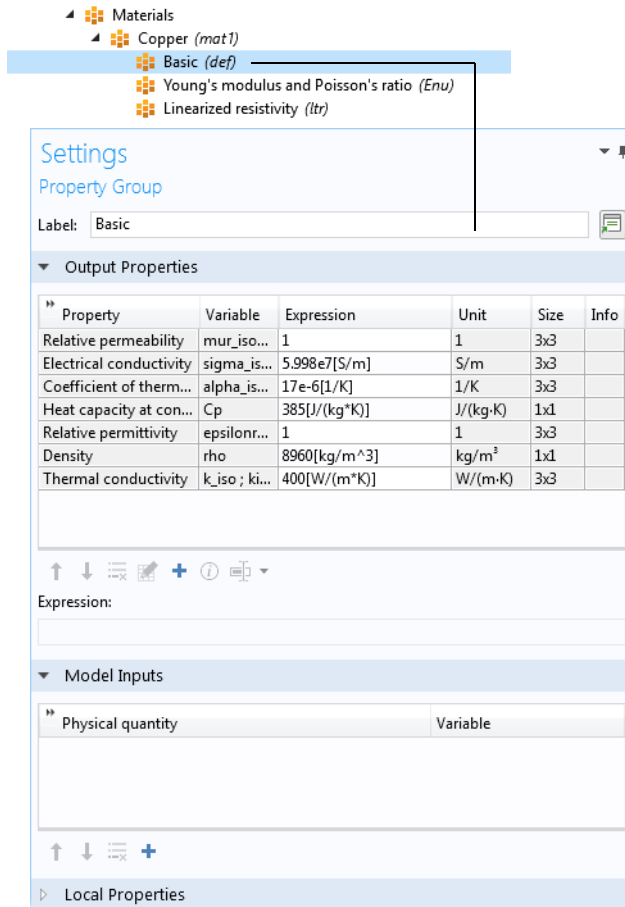 Materials
Copper (mat1)
Basic (def)
Young's modulus and Poisson's ratio (Enu)
Linearized resistivity (ltr)
Settings
Property Group
Label: Basic
Output Properties
Property Variable Expression Unit Size Info
Relative permeability mur_iso... 1 1 3x3
Electrical conductivity sigma_is... 5.998e7[S/m] S/m 3x3
Coefficient of therm... alpha_is... 17e-6[1/K] 1/K 3x3
Heat capacity at con... Cp 385[J/(kg*K)] J/(kg·K) 1x1
Relative permittivity epsilonr... 1 1 3x3
Density rho 8960[kg/m^3] kg/m³ 1x1
Thermal conductivity k_iso ; ki... 400[W/(m*K)] W/(m·K) 3x3
Expression:
Model Inputs
Physical quantity Variable
Local Properties